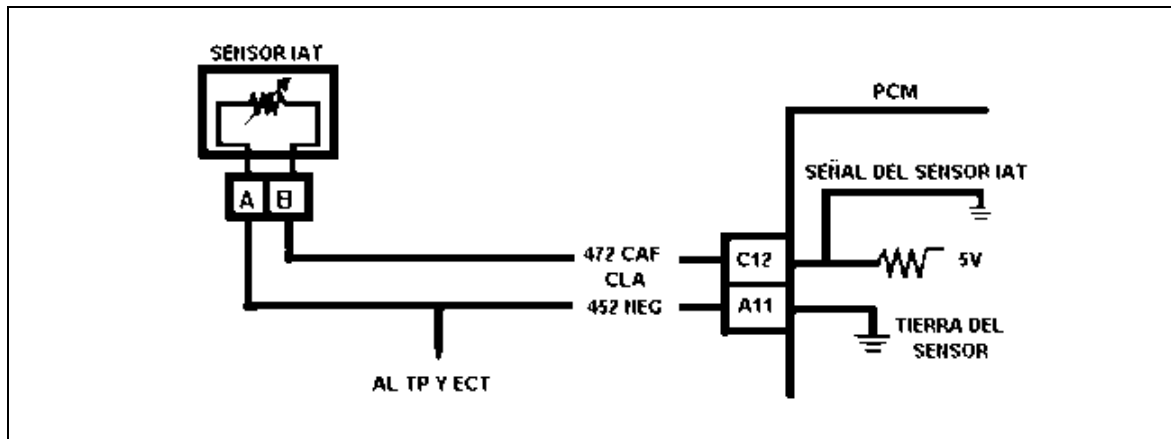 SENSOR IAT
PCM
SEÑAL DEL SENSOR IAT
A B
472 CAF
CLA
C12
5V
452 NEG
A11
TIERRA DEL
SENSOR
AL TP Y ECT